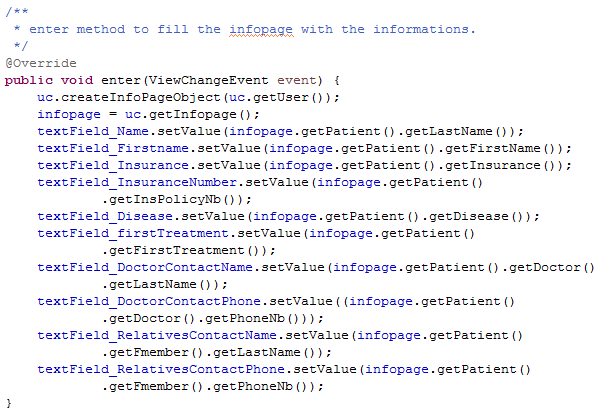 /**
 * enter method to fill the infopage with the informations.
 */
@Override
public void enter(ViewChangeEvent event) {
    uc.createInfoPageObject(uc.getUser());
    infopage = uc.getInfopage();
    textField_Name.setValue(infopage.getPatient().getLastName());
    textField_Firstname.setValue(infopage.getPatient().getFirstName());
    textField_Insurance.setValue(infopage.getPatient().getInsurance());
    textField_InsuranceNumber.setValue(infopage.getPatient()
            .getInsPolicyNb());
    textField_Disease.setValue(infopage.getPatient().getDisease());
    textField_firstTreatment.setValue(infopage.getPatient()
            .getFirstTreatment());
    textField_DoctorContactName.setValue(infopage.getPatient().getDoctor()
            .getLastName());
    textField_DoctorContactPhone.setValue((infopage.getPatient()
            .getDoctor().getPhoneNb()));
    textField_RelativesContactName.setValue(infopage.getPatient()
            .getFmember().getLastName());
    textField_RelativesContactPhone.setValue(infopage.getPatient()
            .getFmember().getPhoneNb());
}